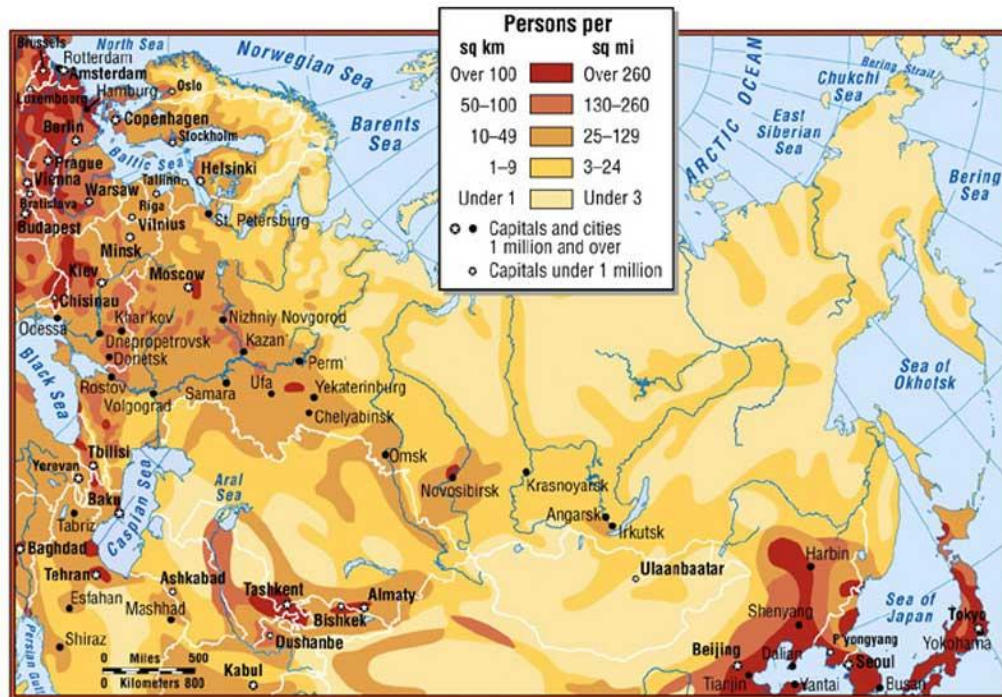 Persons per
sq km sq mi
Over 100 Over 260
50–100 130–260
10–49 25–129
1–9 3–24
Under 1 Under 3
Capitals and cities
1 million and over
Capitals under 1 million
Brussels
North Sea
Rotterdam
Amsterdam
Luxembourg
Hamburg
Norwegian Sea
Oslo
Copenhagen
Berlin
Stockholm
Barents
Sea
Prague
Baltic Sea
Vienna
Warsaw
Tallinn
Helsinki
Bratislava
Riga
Budapest
Vilnius
St. Petersburg
Minsk
Kiev
Moscow
Chisinau
Odessa
Khar'kov
Nizhniy Novgorod
Dnepropetrovsk
Kazan'
Donetsk
Perm'
Black Sea
Rostov
Samara
Ufa
Yekaterinburg
Volgograd
Chelyabinsk
Tbilisi
Omsk
Yerevan
Aral
Sea
Novosibirsk
Krasnoyarsk
Baku
Caspian Sea
Tabriz
Angarsk
Irkutsk
Baghdad
Tehran
Ashkabad
Tashkent
Almaty
Ulaanbaatar
Esfahan
Mashhad
Bishkek
Dushanbe
Shiraz
Kabul
Persian Gulf
0 Miles 500
0 Kilometers 800
ARCTIC OCEAN
Chukchi
Sea
Bering Strait
East
Siberian
Sea
Bering
Sea
Sea of
Okhotsk
Harbin
Shenyang
Sea of
Japan
Tokyo
Beijing
Dalian
P'yongyang
Yokohama
Seoul
Tianjin
Yantai
Busan